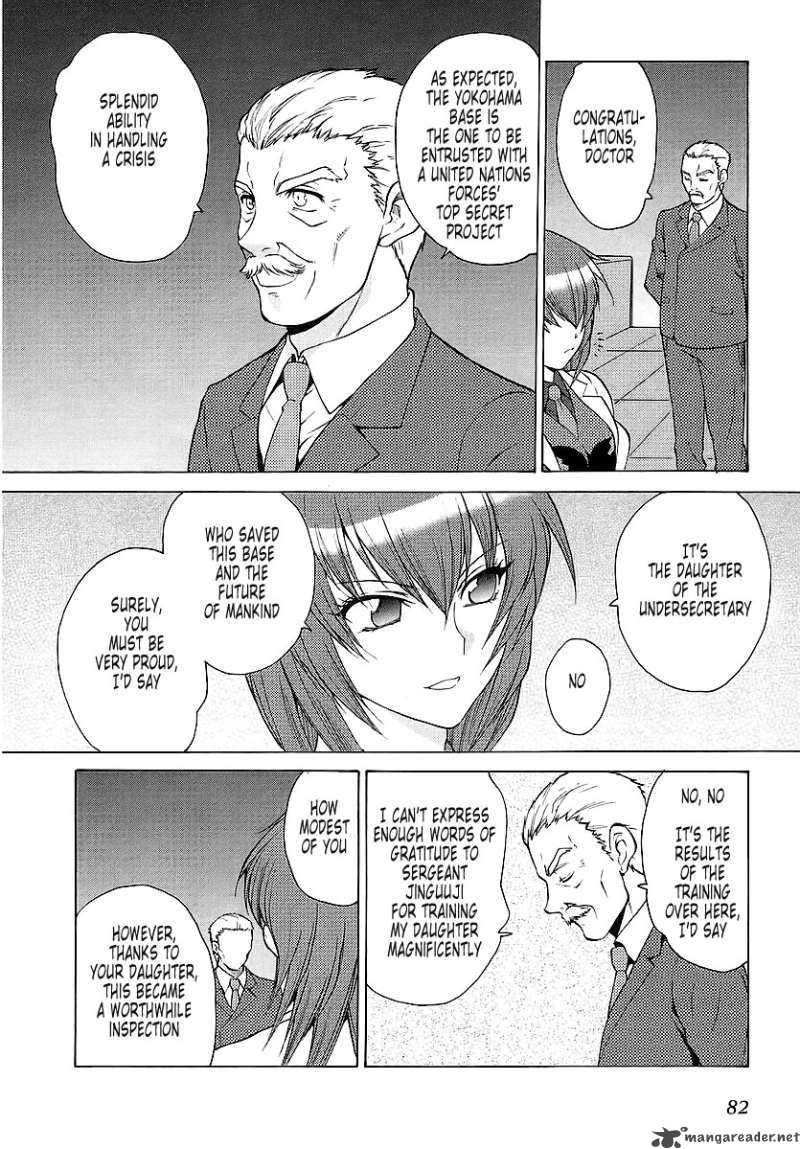 CONGRATU-
LATIONS,
DOCTOR
AS EXPECTED,
THE YOKOHAMA
BASE IS
THE ONE TO BE
ENTRUSTED WITH
A UNITED NATIONS
FORCES'
TOP SECRET
PROJECT
SPLENDID
ABILITY
IN HANDLING
A CRISIS
IT'S
THE DAUGHTER
OF THE
UNDERSECRETARY
NO
WHO SAVED
THIS BASE
AND THE
FUTURE
OF MANKIND
SURELY,
YOU
MUST BE
VERY PROUD,
I'D SAY
NO, NO
IT'S THE
RESULTS
OF THE
TRAINING
OVER HERE,
I'D SAY
I CAN'T EXPRESS
ENOUGH WORDS OF
GRATITUDE TO
SERGEANT
JINGUUJI
FOR TRAINING
MY DAUGHTER
MAGNIFICENTLY
HOW
MODEST
OF YOU
HOWEVER,
THANKS TO
YOUR DAUGHTER,
THIS BECAME
A WORTHWHILE
INSPECTION
82
mangareader.net